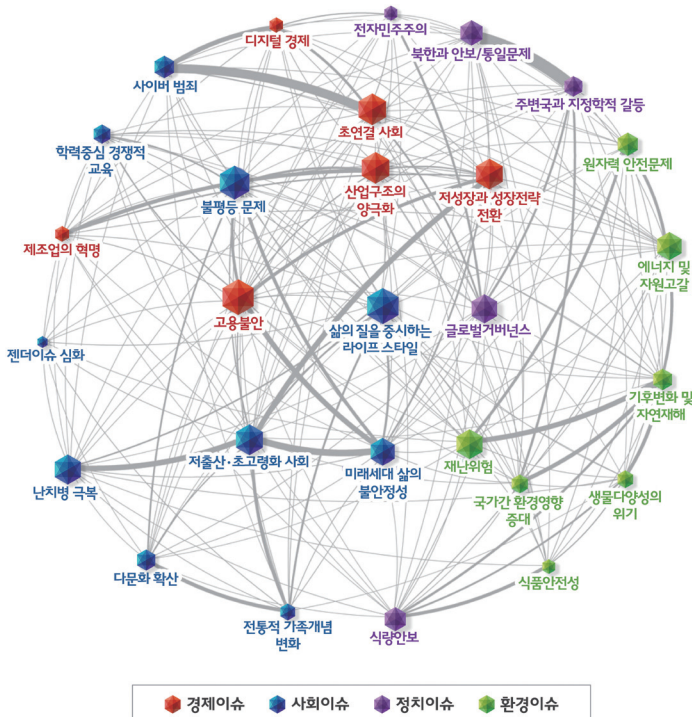 전자민주주의
디지털 경제
북한과 안보/통일문제
사이버 범죄
주변국과 지정학적 갈등
초연결 사회
학력중심 경쟁적
교육
원자력 안전문제
불평등 문제
산업구조의
양극화
저성장과 성장전략
전환
제조업의 혁명
에너지 및
자원고갈
고용불안
삶의 질을 중시하는
라이프 스타일
글로벌거버넌스
젠더이슈 심화
기후변화 및
자연재해
난치병 극복
저출산·초고령화 사회
미래세대 삶의
불안정성
재난위험
국가간 환경영향
증대
생물다양성의
위기
다문화 확산
식품안전성
전통적 가족개념
변화
식량안보
경제이슈 사회이슈 정치이슈 환경이슈